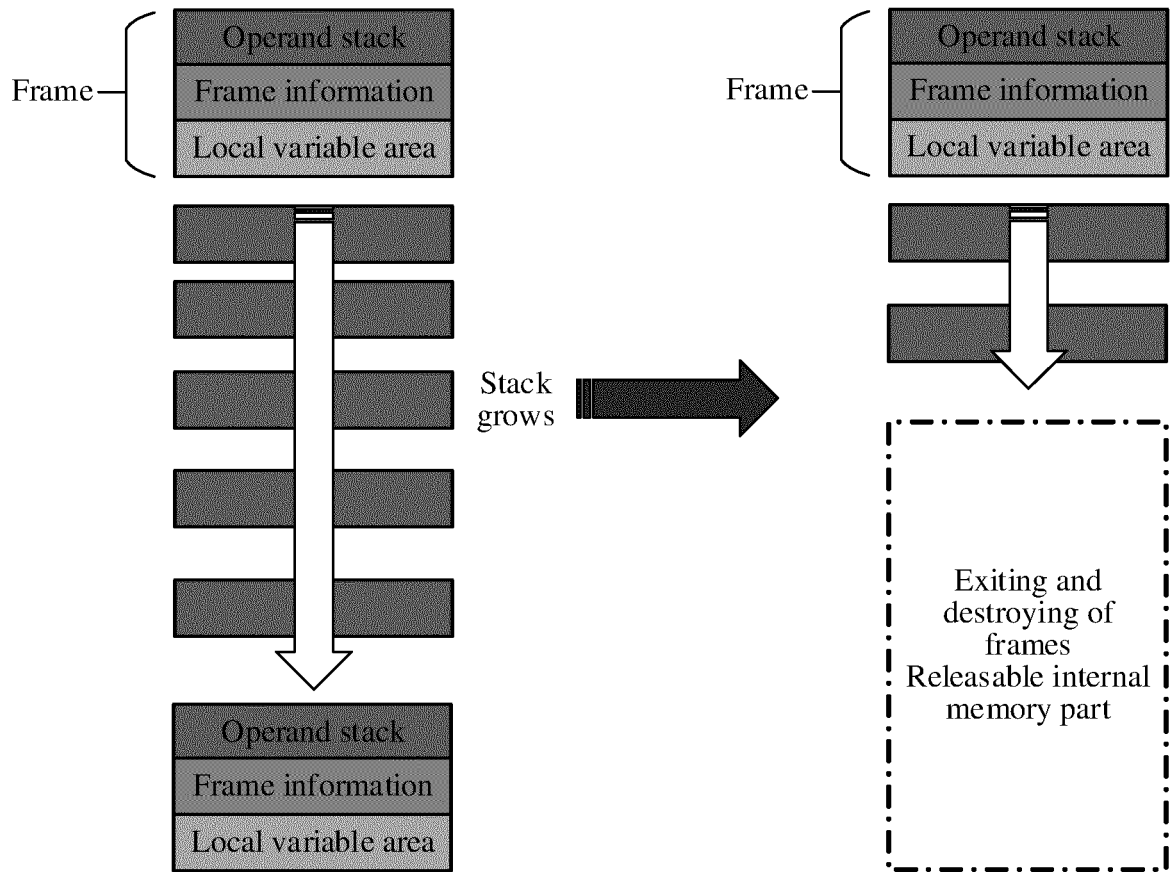 Frame
Operand stack
Frame information
Local variable area
Operand stack
Frame information
Local variable area
Stack
grows
Frame
Operand stack
Frame information
Local variable area
Exiting and
destroying of
frames
Releasable internal
memory part